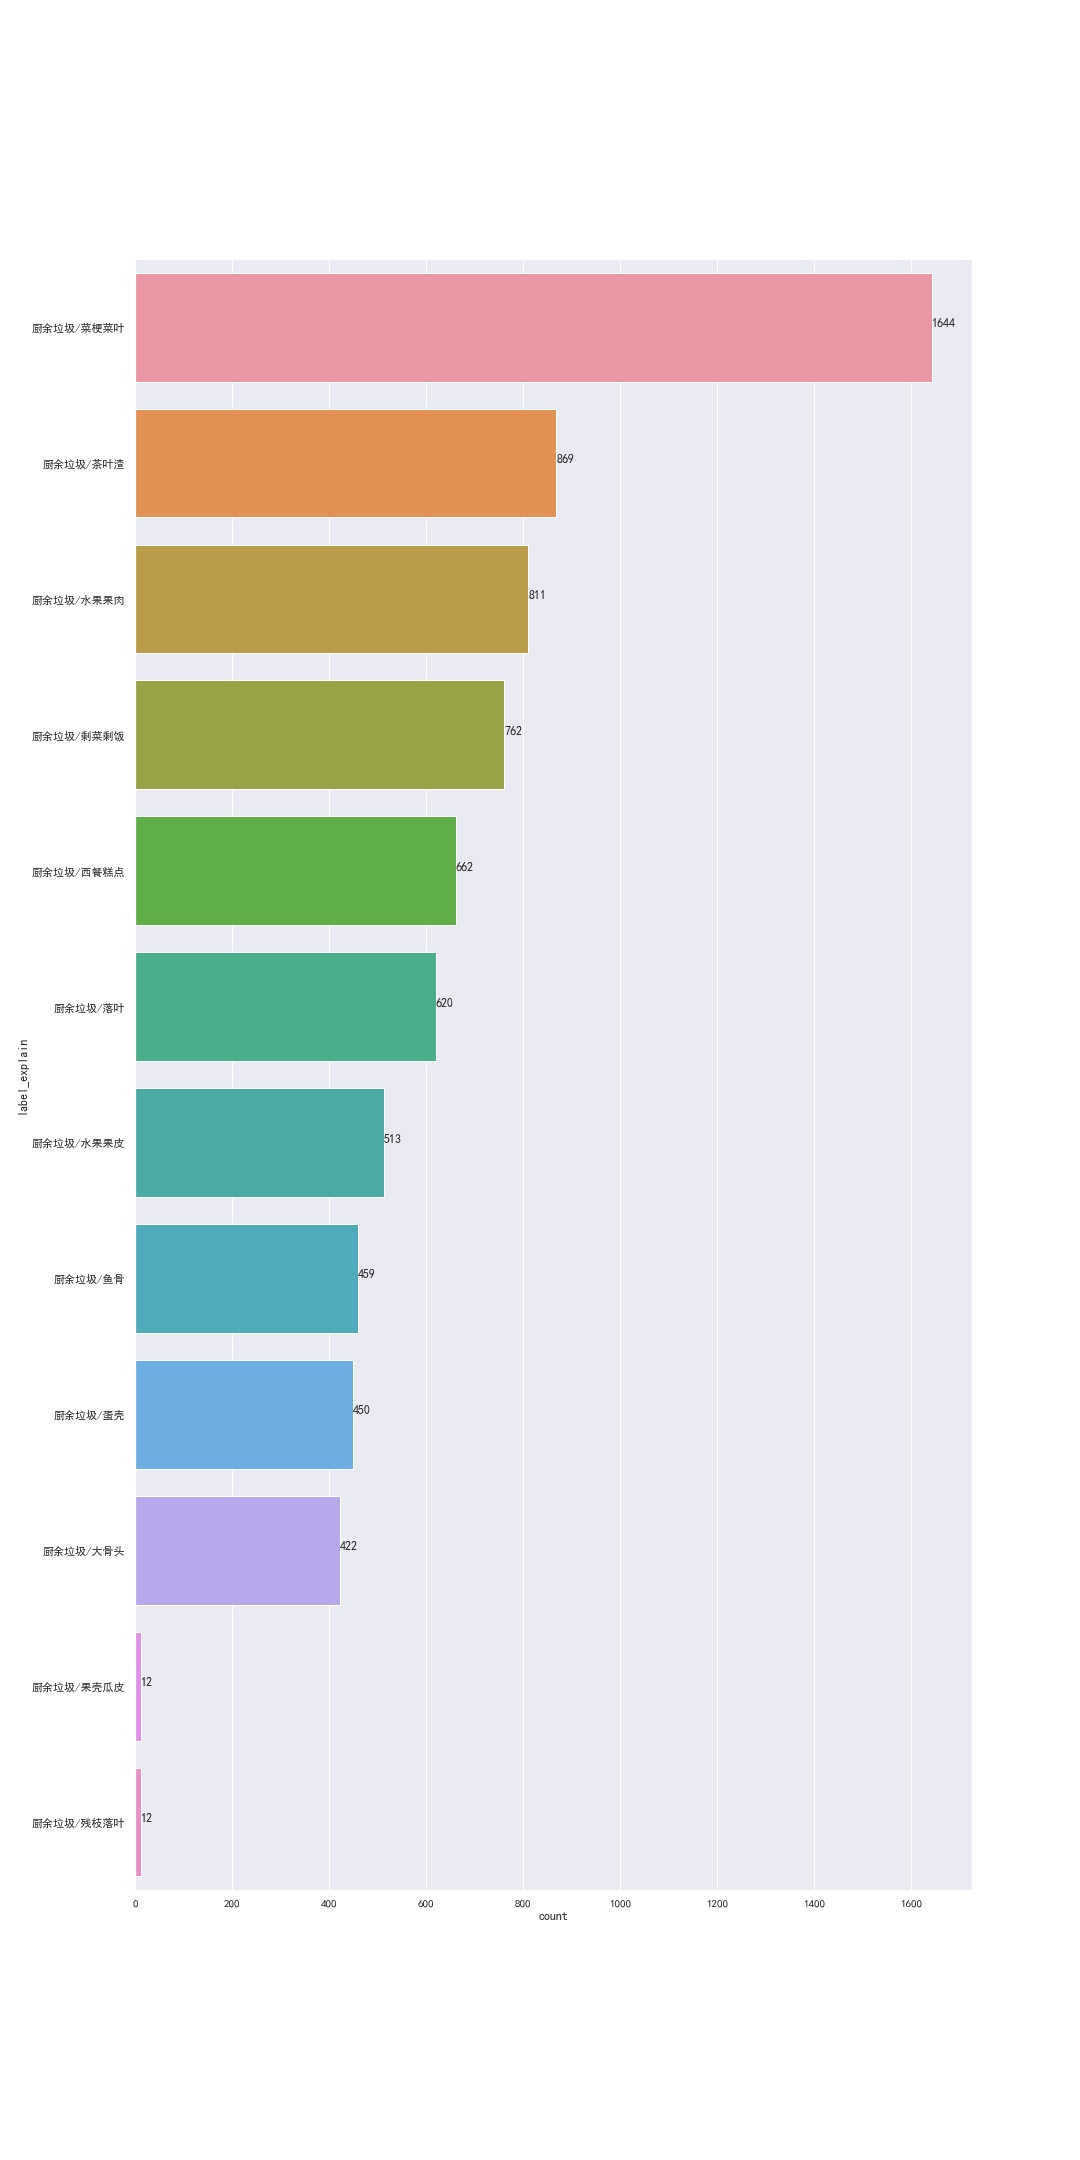 厨余垃圾/菜梗菜叶
1644
厨余垃圾/茶叶渣
869
厨余垃圾/水果果肉
811
厨余垃圾/剩菜剩饭
762
厨余垃圾/西餐糕点
662
厨余垃圾/落叶
620
label_explain
厨余垃圾/水果果皮
513
厨余垃圾/鱼骨
459
厨余垃圾/蛋壳
450
厨余垃圾/大骨头
422
厨余垃圾/果壳瓜皮
12
厨余垃圾/残枝落叶
12
0 200 400 600 800 1000 1200 1400 1600
count